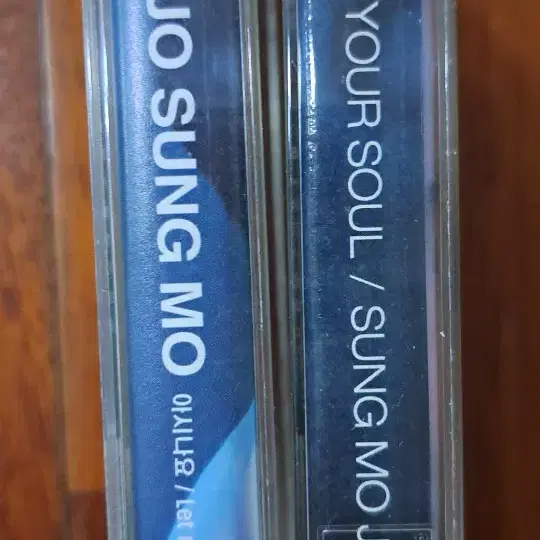 JO SUNG MO 아시나요 / Let
YOUR SOUL / SUNG MO J